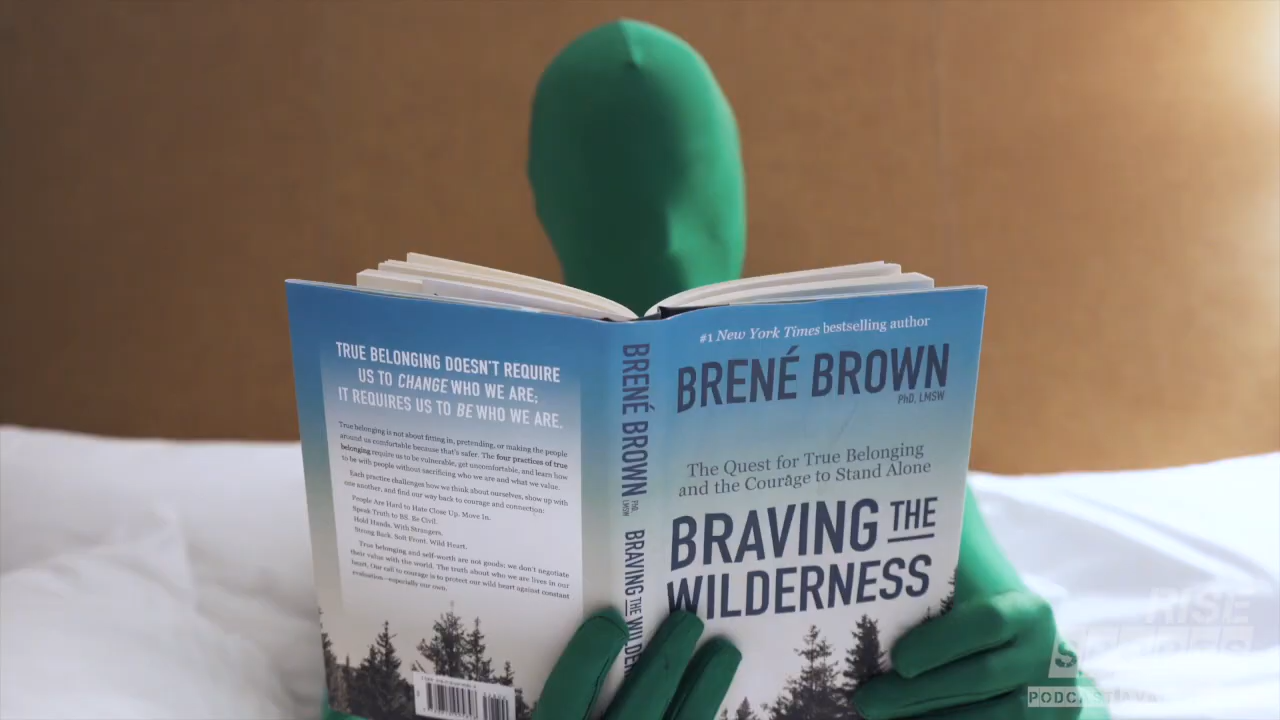 TRUE BELONGING DOESN'T REQUIRE
US TO CHANGE WHO WE ARE;
IT REQUIRES US TO BE WHO WE ARE.
True belonging is not about fitting in, pretending, or making the people
around us comfortable because that's safer. The four practices of true
belonging require us to be vulnerable, get uncomfortable, and learn how
to be with people without sacrificing who we are and what we value.
Each practice challenges how we think about ourselves, show up with
one another, and find our way back to courage and connection:
People Are Hard to Hate Close Up. Move In.
Speak Truth to BS. Be Civil.
Hold Hands. With Strangers.
Strong Back. Soft Front. Wild Heart.
True belonging and self-worth are not goods; we don't negotiate
their value with the world. The truth about who we are lives in our
heart. Our call to courage is to protect our wild heart against constant
evaluation—especially our own.
BRENÉ BROWN PhD, LMSW BRAVING THE
#1 New York Times bestselling author
BRENÉ BROWN
PhD, LMSW
The Quest for True Belonging
and the Courage to Stand Alone
BRAVING THE
WILDERNESS
RISE
PODCAST